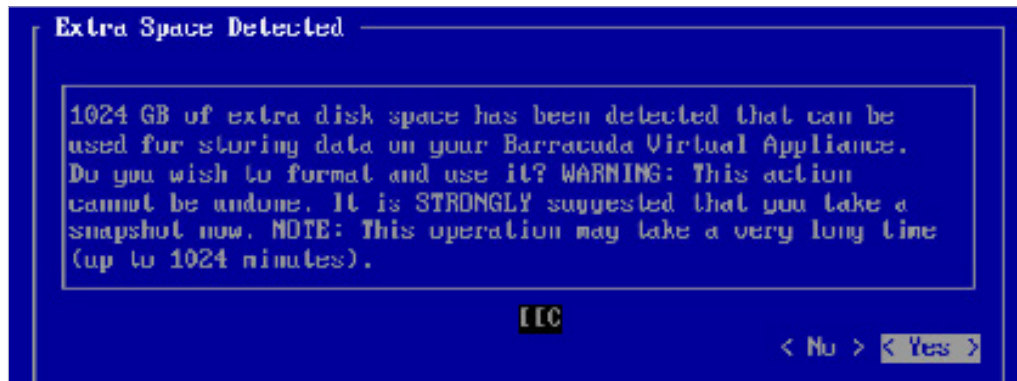 Extra Space Detected
1024 GB of extra disk space has been detected that can be
used for storing data on your Barracuda Virtual Appliance.
Do you wish to format and use it? WARNING: This action
cannot be undone. It is STRONGLY suggested that you take a
snapshot now. NOTE: This operation may take a very long time
(up to 1024 minutes).
[[C
< No > < Yes >